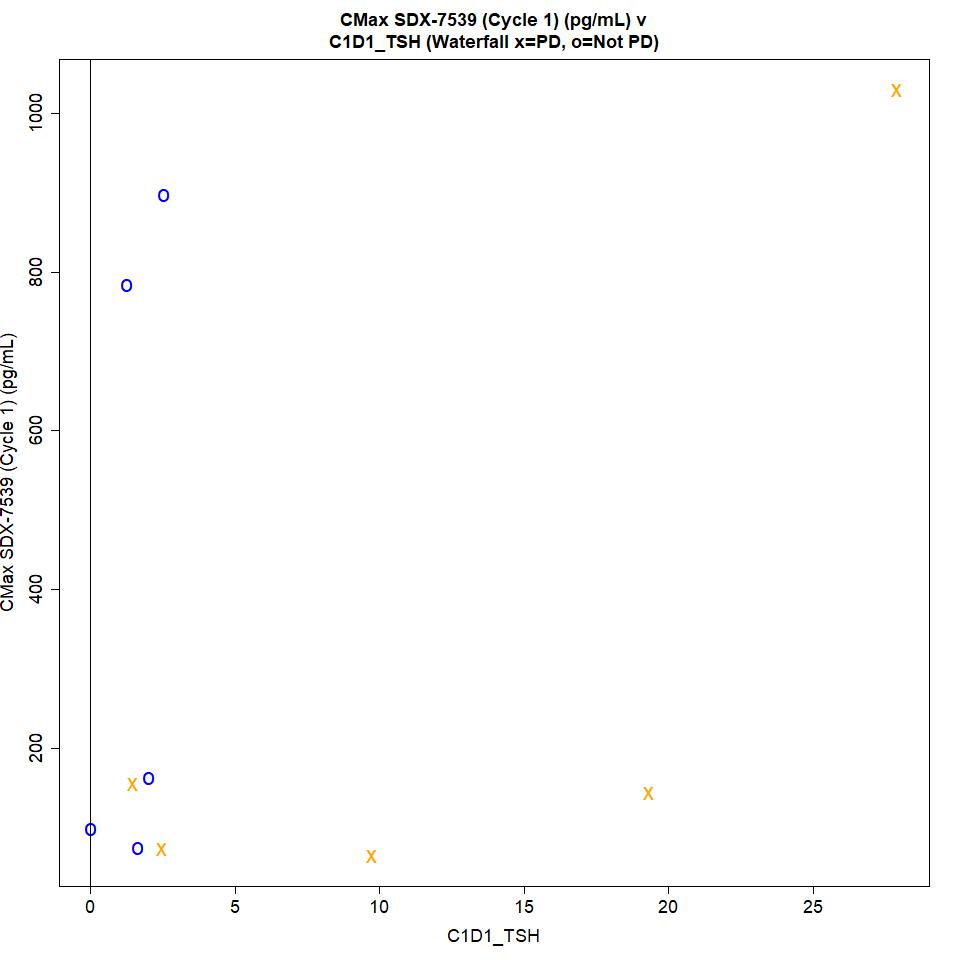 CMax SDX-7539 (Cycle 1) (pg/mL) v
C1D1_TSH (Waterfall x=PD, o=Not PD)
CMax SDX-7539 (Cycle 1) (pg/mL)
1000
800
600
400
200
X
O
O
X
O
X
O
O
X
X
0
5
10
15
20
25
C1D1_TSH